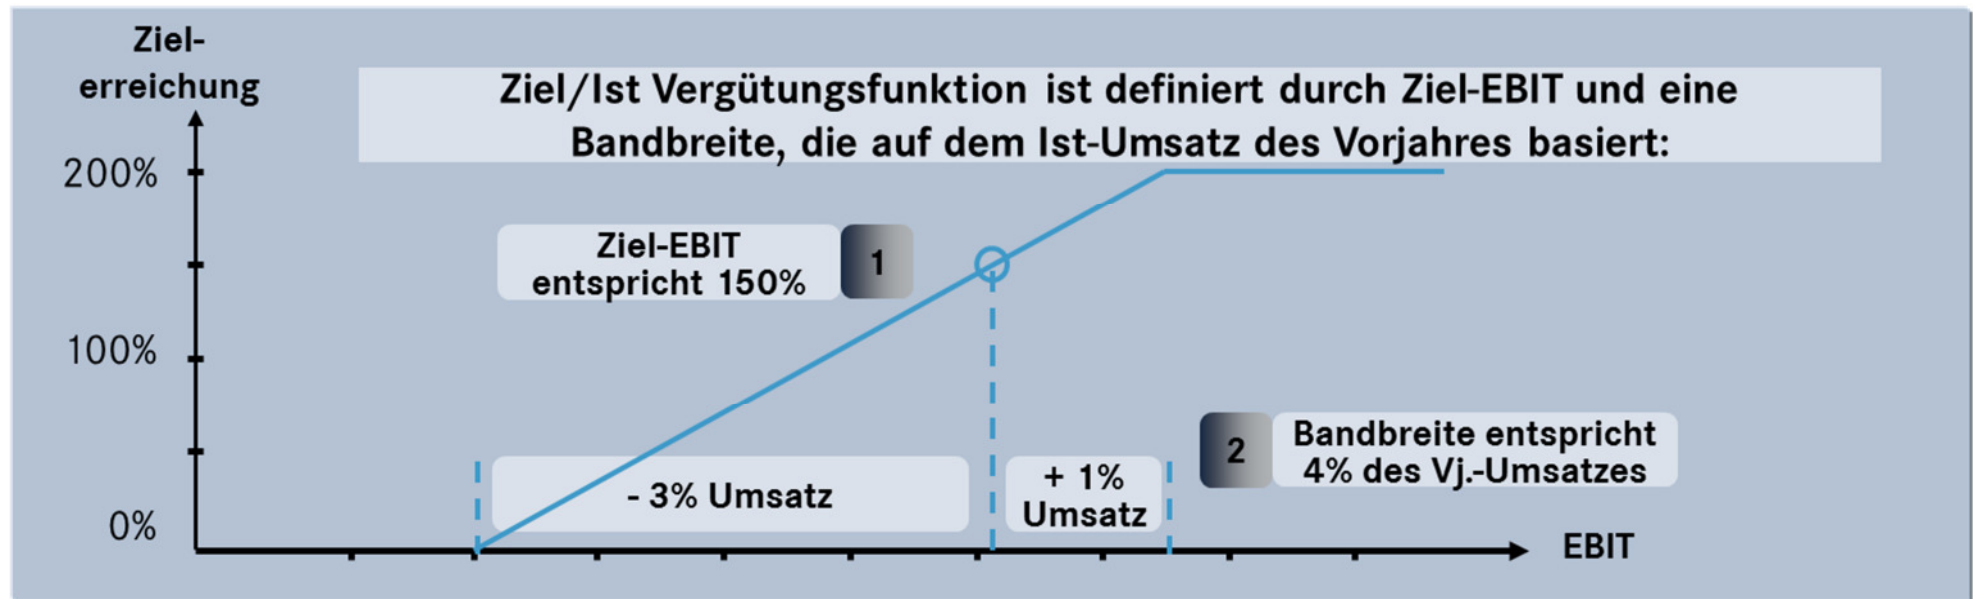 Ziel-
erreichung
Ziel/Ist Vergütungsfunktion ist definiert durch Ziel-EBIT und eine
Bandbreite, die auf dem Ist-Umsatz des Vorjahres basiert:
200%
Ziel-EBIT
entspricht 150%
1
100%
2
Bandbreite entspricht
4% des Vj.-Umsatzes
- 3% Umsatz
+ 1%
Umsatz
0%
EBIT